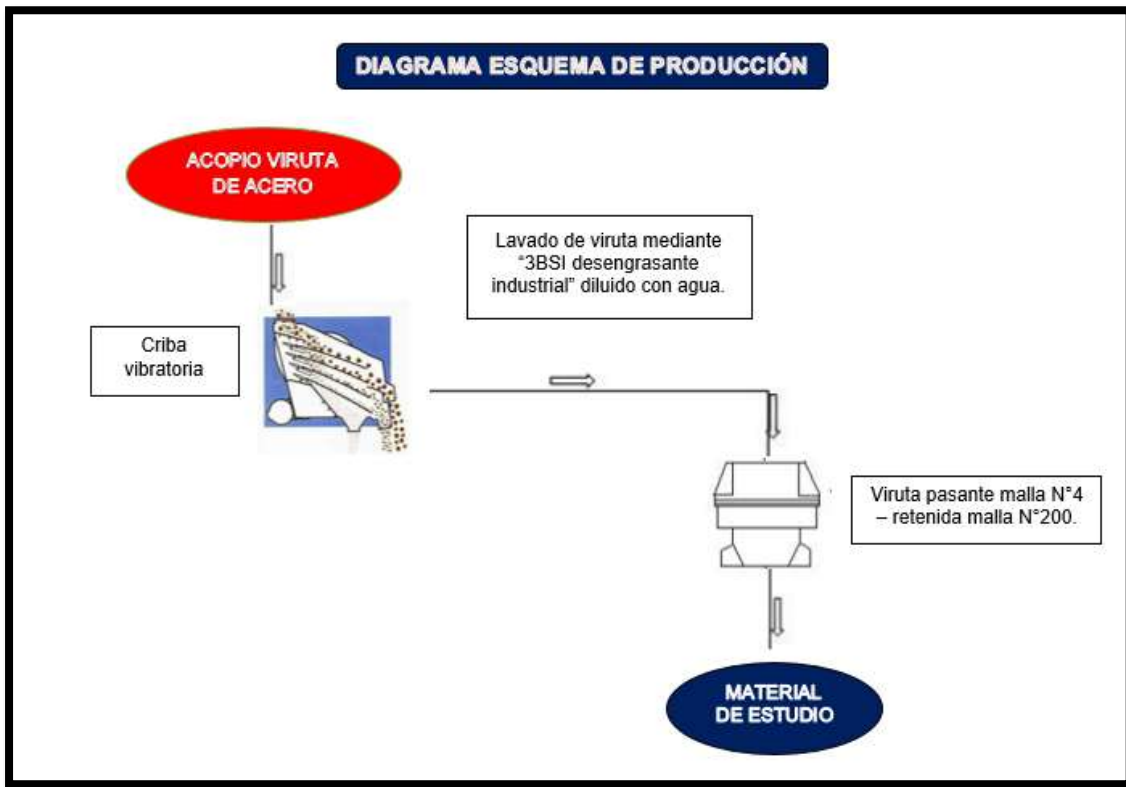 DIAGRAMA ESQUEMA DE PRODUCCIÓN
ACOPIO VIRUTA
DE ACERO
Lavado de viruta mediante
“3BSI desengrasante
industrial” diluido con agua.
Criba
vibratoria
Viruta pasante malla N°4
– retenida malla N°200.
MATERIAL
DE ESTUDIO